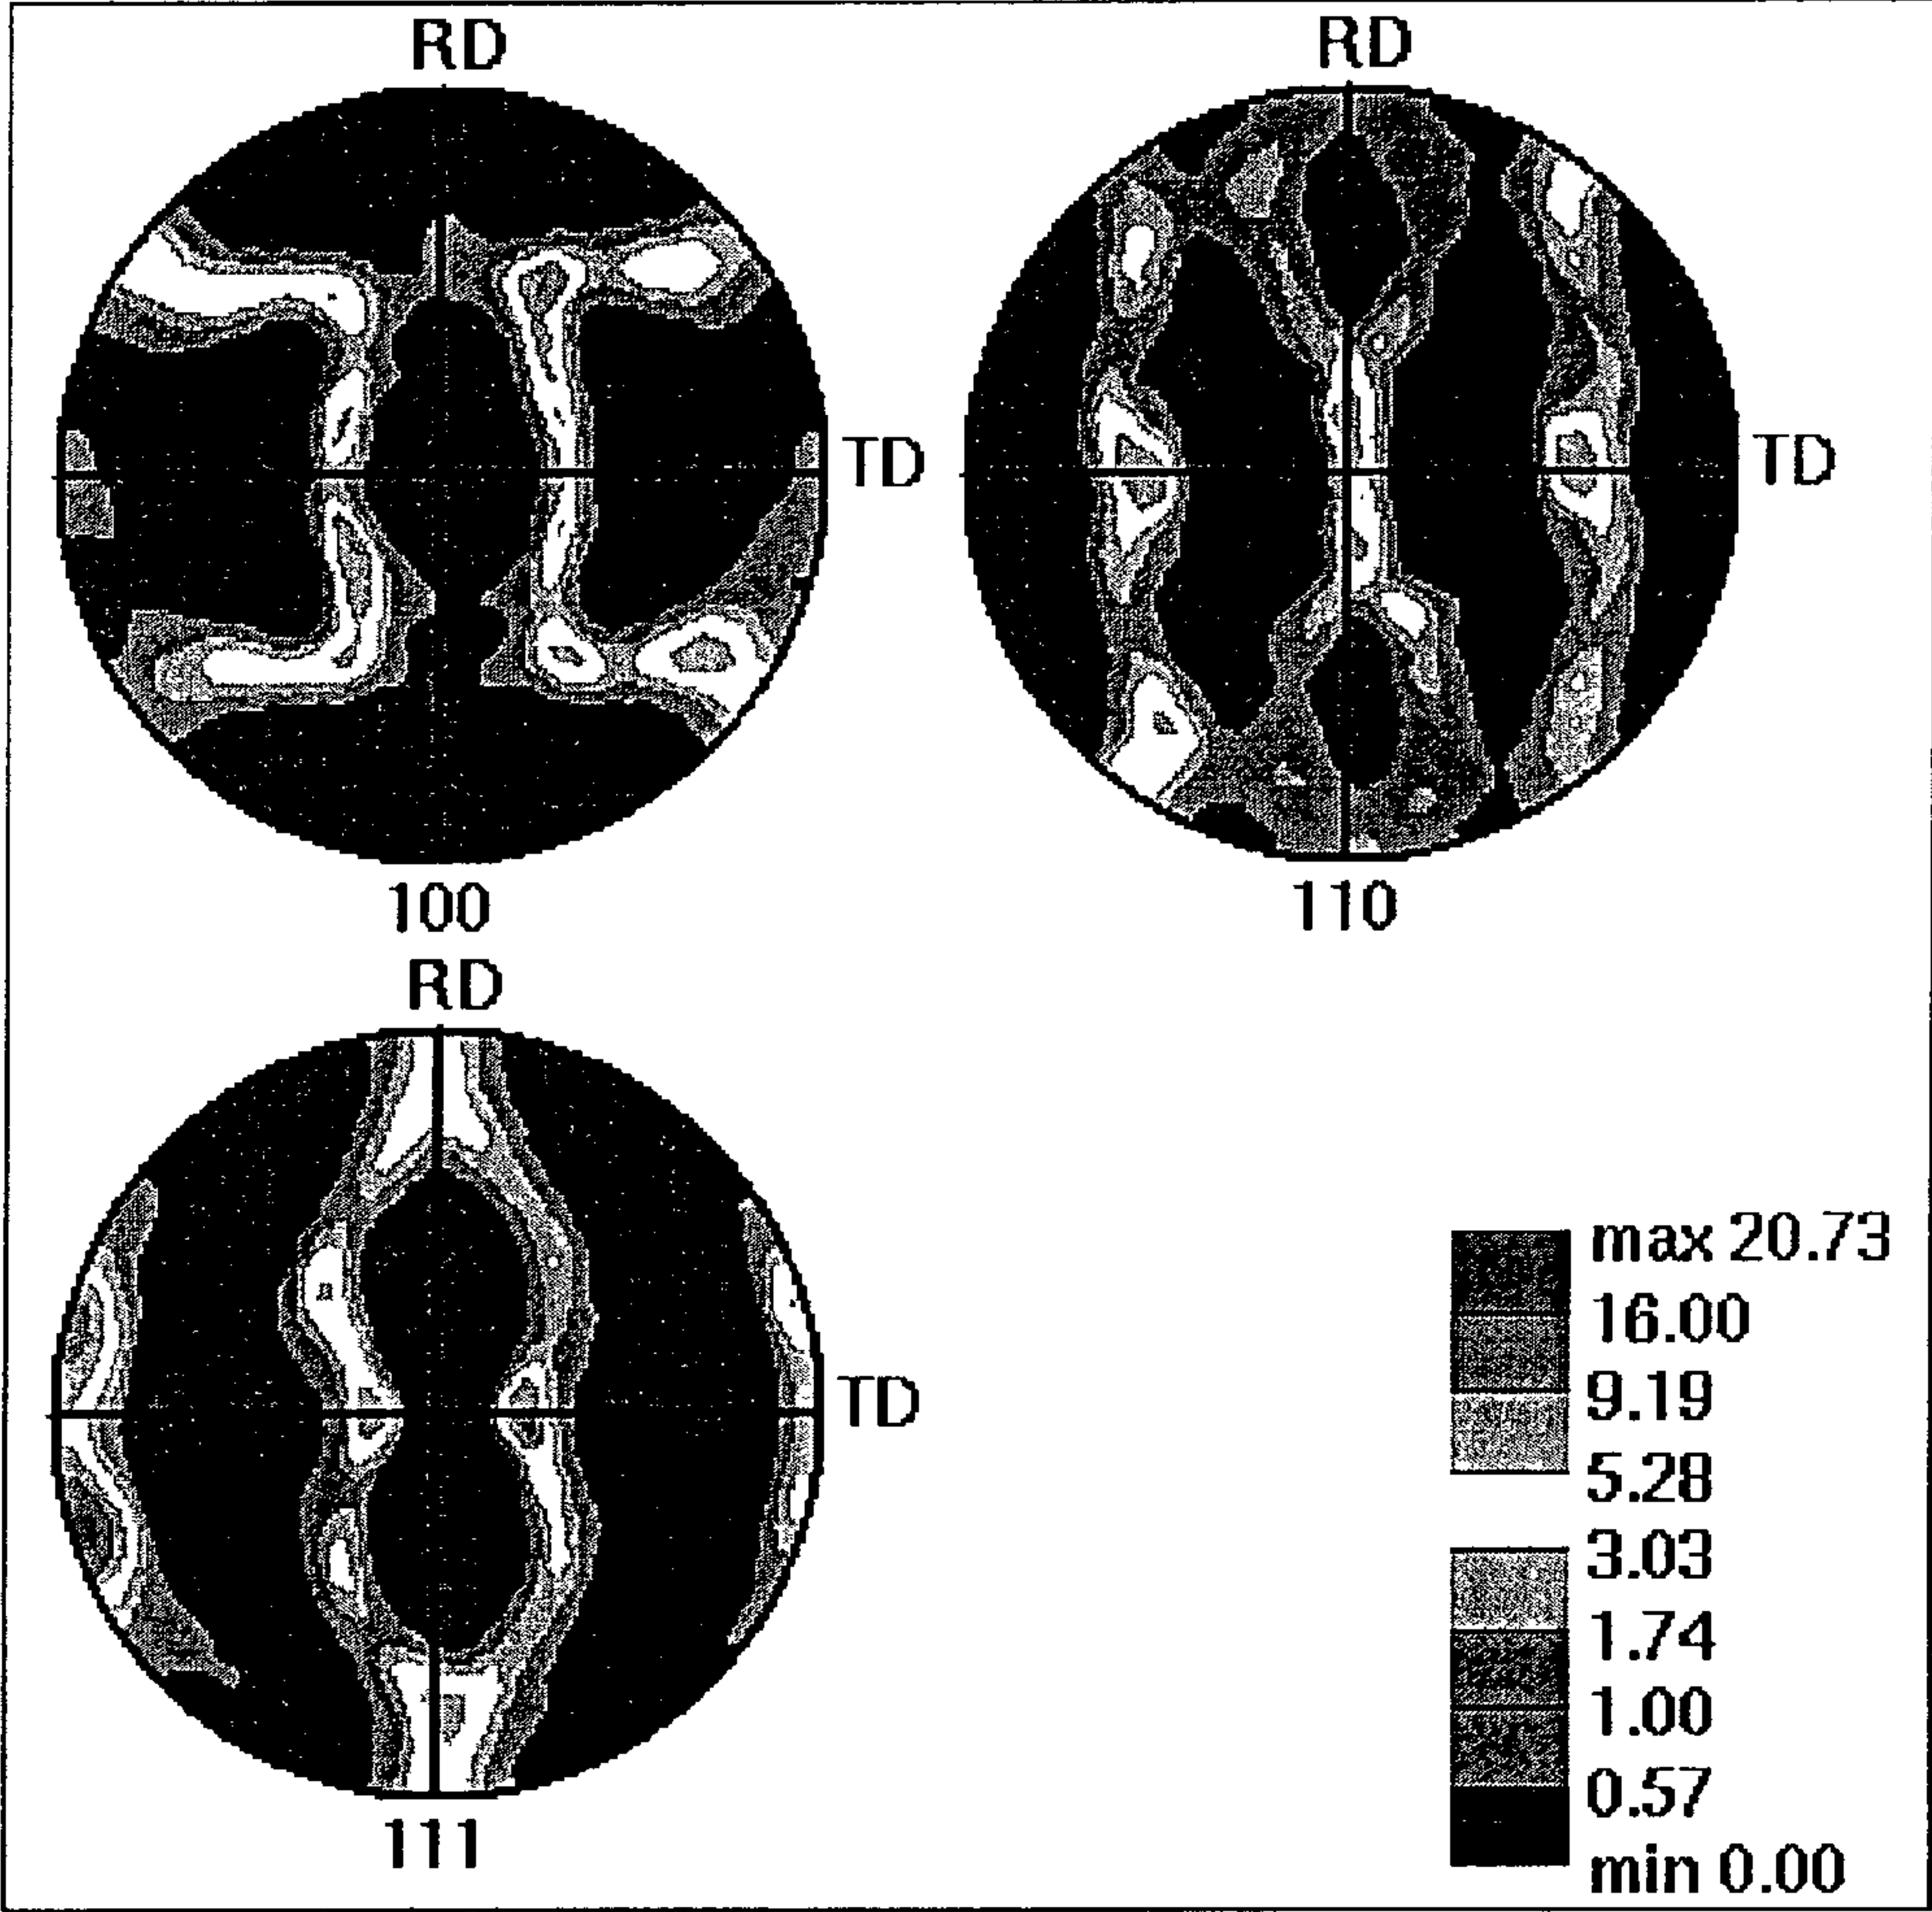 RD
RD
TD
TD
100
110
RD
TD
111
max 20.73
16.00
9.19
5.28
3.03
1.74
1.00
0.57
min 0.00